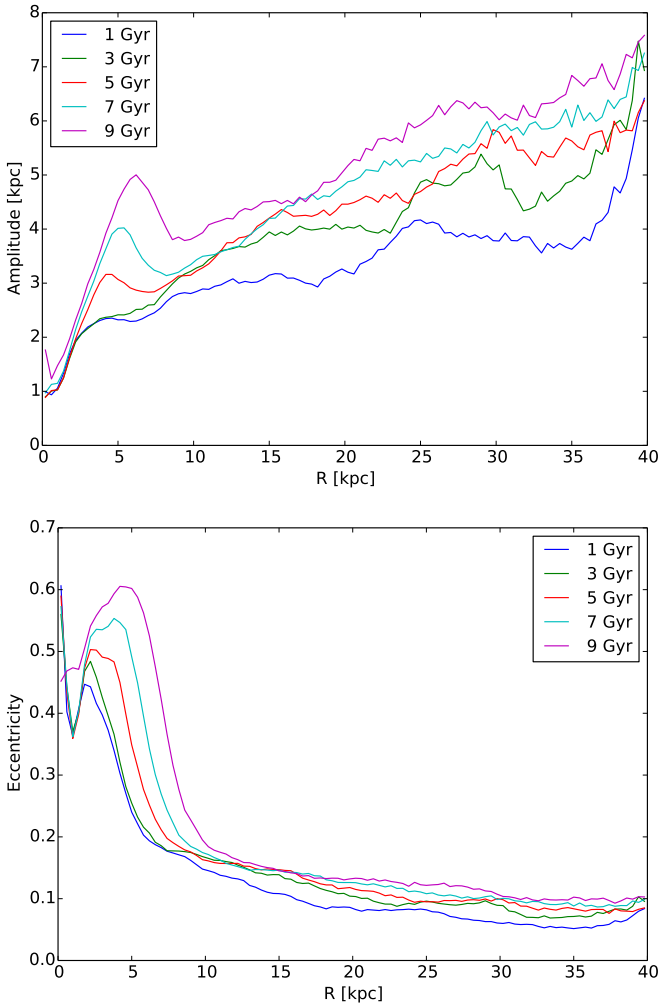 8
7
6
5
4
3
2
1
0
Amplitude [kpc]
1 Gyr
3 Gyr
5 Gyr
7 Gyr
9 Gyr
0 5 10 15 20 25 30 35 40
R [kpc]
0.7
0.6
0.5
0.4
0.3
0.2
0.1
0.0
Eccentricity
1 Gyr
3 Gyr
5 Gyr
7 Gyr
9 Gyr
0 5 10 15 20 25 30 35 40
R [kpc]